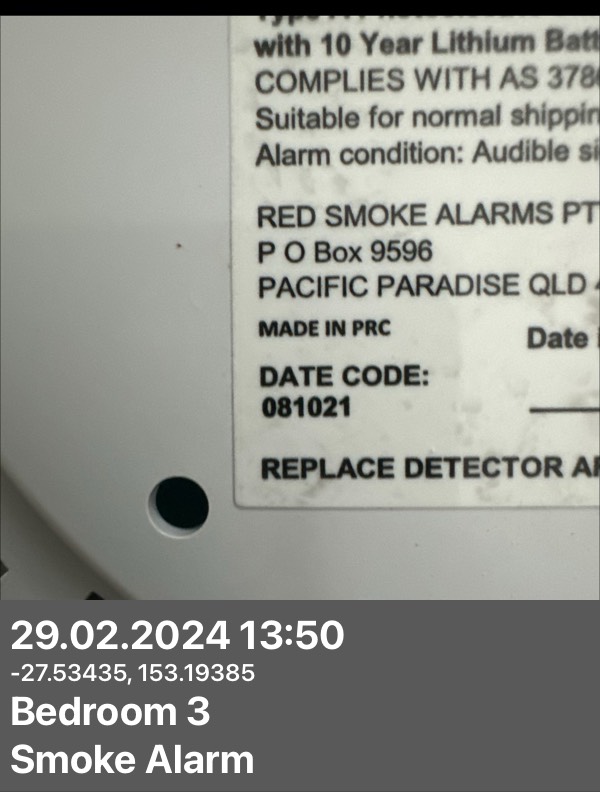 with 10 Year Lithium Batt
COMPLIES WITH AS 378
Suitable for normal shippin
Alarm condition: Audible si
RED SMOKE ALARMS PT
P O Box 9596
PACIFIC PARADISE QLD
MADE IN PRC
Date
DATE CODE:
081021
REPLACE DETECTOR
29.02.2024 13:50
-27.53435, 153.19385
Bedroom 3
Smoke Alarm